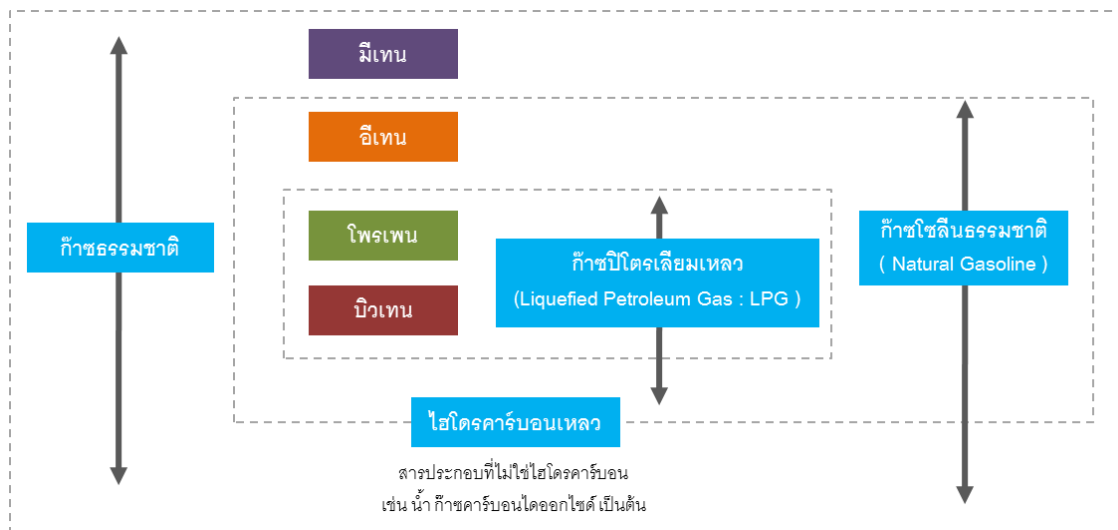 มีเทน
อีเทน
ก๊าซธรรมชาติ
โพรเพน
บิวเทน
ก๊าซปิโตรเลียมเหลว
(Liquefied Petroleum Gas : LPG )
ก๊าซโซลีนธรรมชาติ
( Natural Gasoline )
ไฮโดรคาร์บอนเหลว
สารประกอบที่ไม่ใช่ไฮโดรคาร์บอน
เช่น น้ำ ก๊าซคาร์บอนไดออกไซด์ เป็นต้น